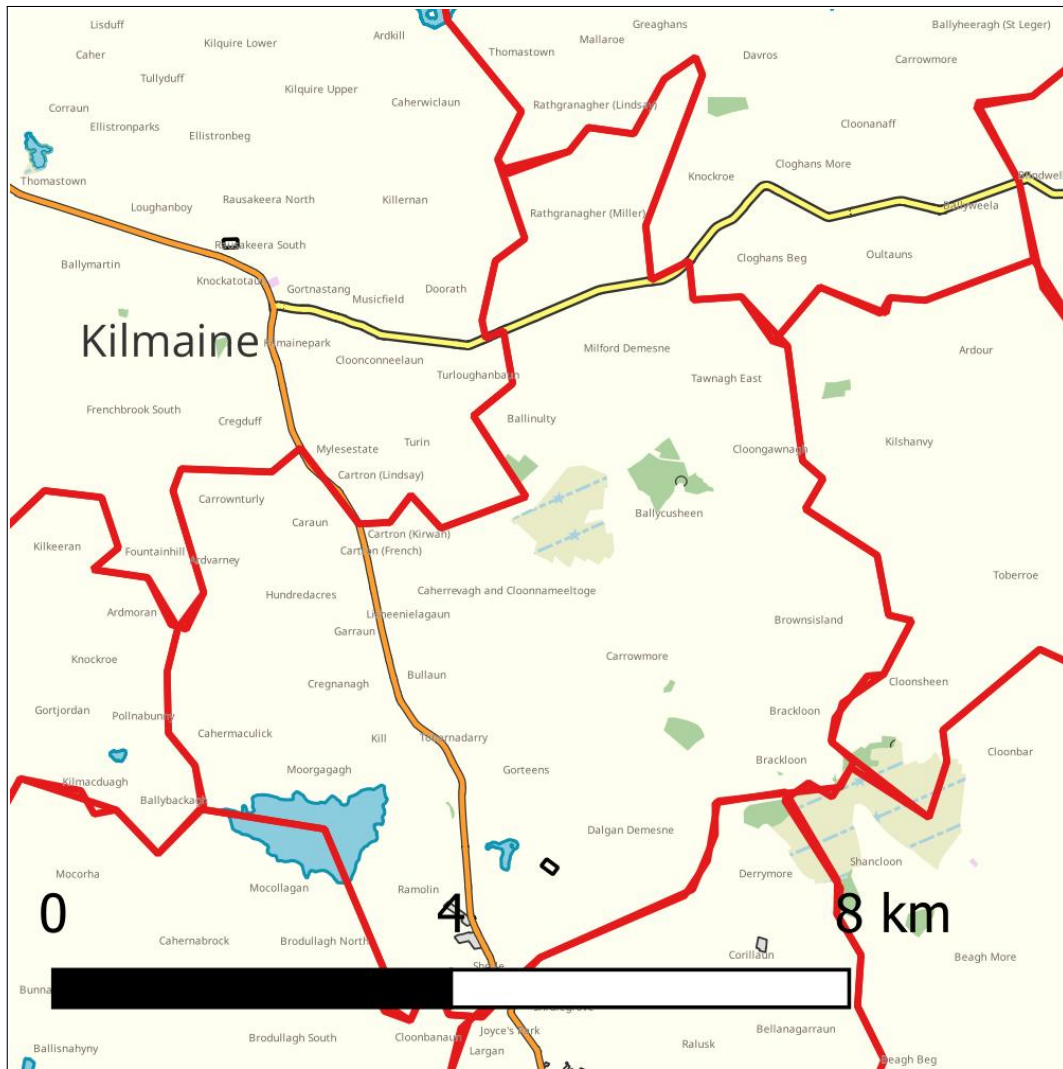 Lisduff
Greaghans
Ballyheeragh (St Leger)
Ardkill
Mallaroe
Kilquire Lower
Thomastown
Caher
Davros
Carrowmore
Tullyduff
Kilquire Upper
Corraun
Caherwiclaun
Rathgranagher (Lindsay)
Ellistronparks
Cloonanaff
Ellistronbeg
Cloghans More
Thomastown
Knockroe
Rausakeera North
Killernan
Loughanboy
Rathgranagher (Miller)
Ballyweela
Rausakeera South
Oultauns
Ballymartin
Cloghans Beg
Knockatotaun
Gortnastang
Doorath
Musicfield
Kilmaine
Kilmainepark
Milford Demesne
Ardour
Cloonconneelaun
Turloughanbaun
Tawnagh East
Frenchbrook South
Cregduff
Ballinulty
Turin
Kilshanvy
Mylesestate
Cloongawnagh
Cartron (Lindsay)
Carrownturly
Ballycusheen
Caraun
Cartron (Kirwan)
Kilkeeran
Fountainhill
Cartron (French)
Ardvarney
Toberroe
Hundredacres
Caherrevagh and Cloonnameeltoge
Ardmoran
Brownsisland
Garraun
Knockroe
Carrowmore
Bullaun
Cregnanagh
Cloonsheen
Gortjordan
Pollnabunny
Brackloon
Cahermaculick
Kill
Tobernadarry
Cloonbar
Brackloon
Moorgagagh
Gorteens
Kilmacduagh
Ballybackagh
Dalgan Demesne
Shancloon
Mocorha
Derrymore
Mocollagan
Ramolin
0
4
8 km
Cahernabrock
Brodullagh North
Corillaun
Beagh More
Shrule
Bunna
Joyce's Park
Bellanagarraun
Brodullagh South
Cloonbanaun
Ralusk
Ballisnahyny
Largan
Beagh Beg